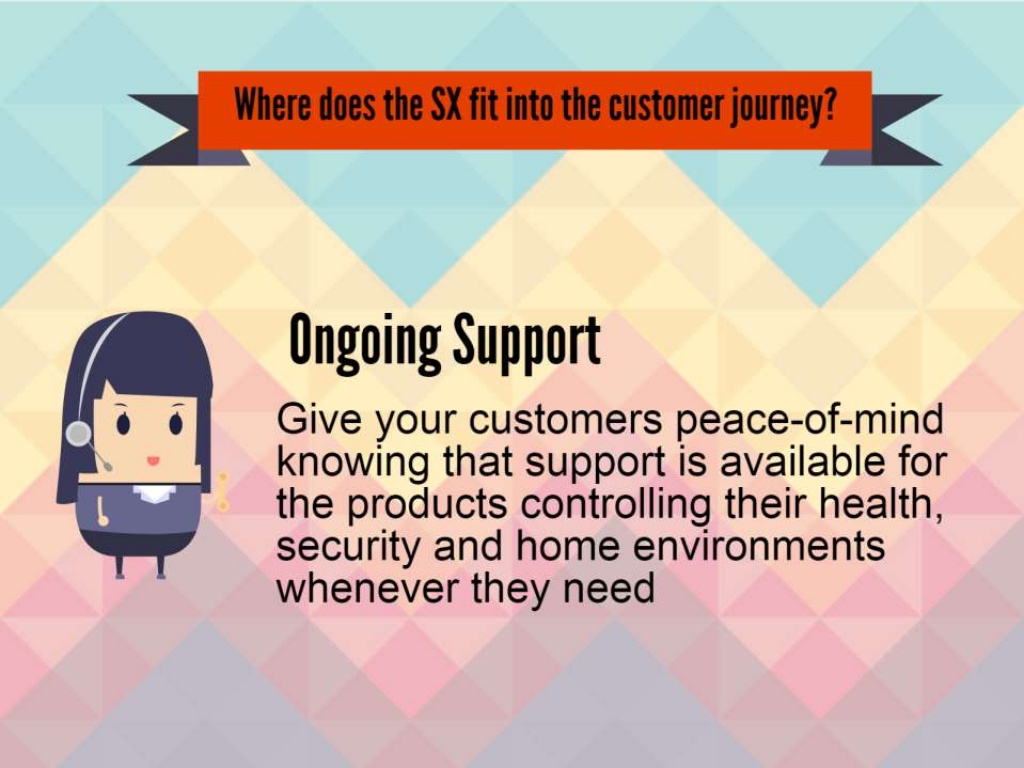 Where does the SX fit into the customer journey?
Ongoing Support
Give your customers peace-of-mind
knowing that support is available for
the products controlling their health,
security and home environments
whenever they need